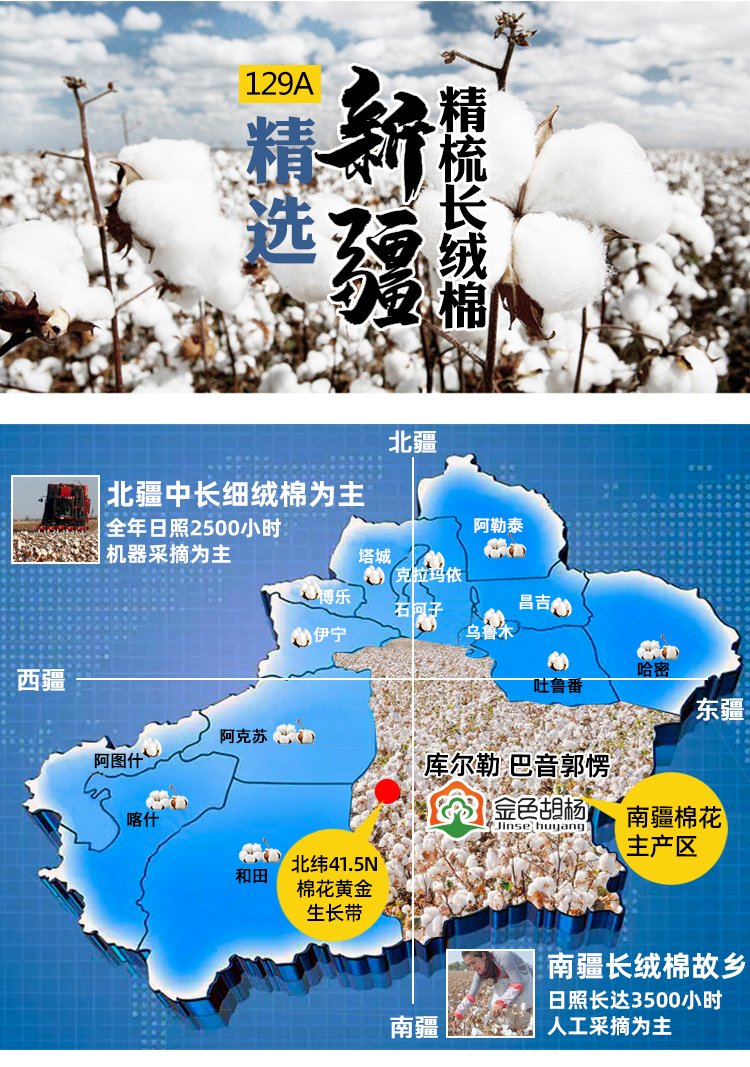 129A
精选
新疆
精梳长绒棉
北疆
北疆中长细绒棉为主
全年日照2500小时
机器采摘为主
阿勒泰
塔城
克拉玛依
博乐
石河子
昌吉
伊宁
乌鲁木
哈密
吐鲁番
西疆
东疆
阿克苏
阿图什
喀什
和田
库尔勒 巴音郭愣
金色胡杨
Jinse huyang
南疆棉花
主产区
北纬41.5N
棉花黄金
生长带
南疆长绒棉故乡
日照长达3500小时
人工采摘为主
南疆